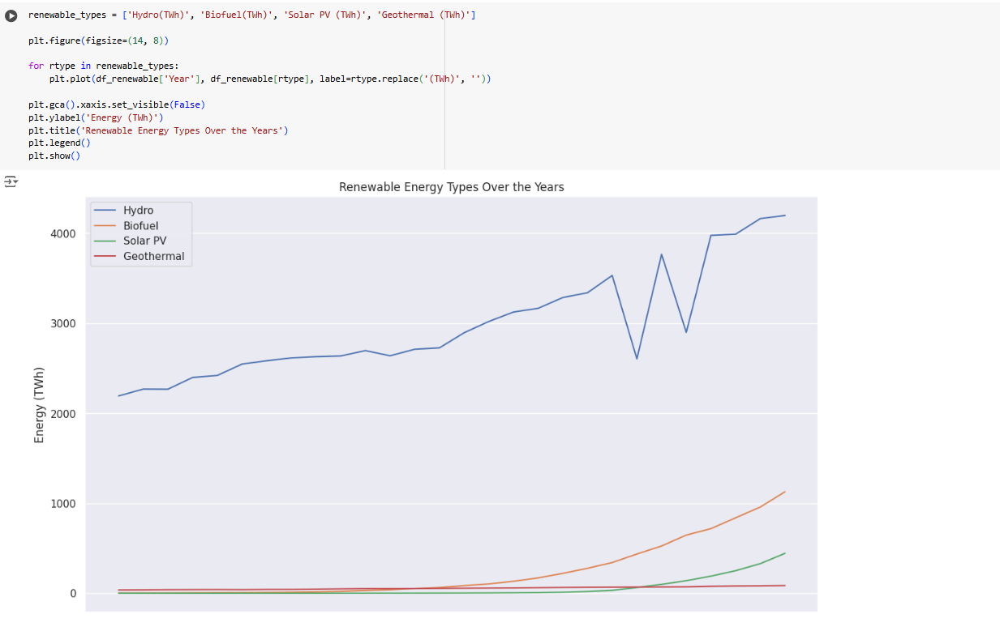 renewable_types = ['Hydro(TWh)', 'Biofuel(TWh)', 'Solar PV (TWh)', 'Geothermal (TWh)']
plt.figure(figsize=(14, 8))
for rtype in renewable_types:
    plt.plot(df_renewable['Year'], df_renewable[rtype], label=rtype.replace('(TWh)', ''))
plt.gca().xaxis.set_visible(False)
plt.ylabel('Energy (TWh)')
plt.title('Renewable Energy Types Over the Years')
plt.legend()
plt.show()
Renewable Energy Types Over the Years
Hydro
Biofuel
Solar PV
Geothermal
4000
3000
2000
1000
0
Energy (TWh)